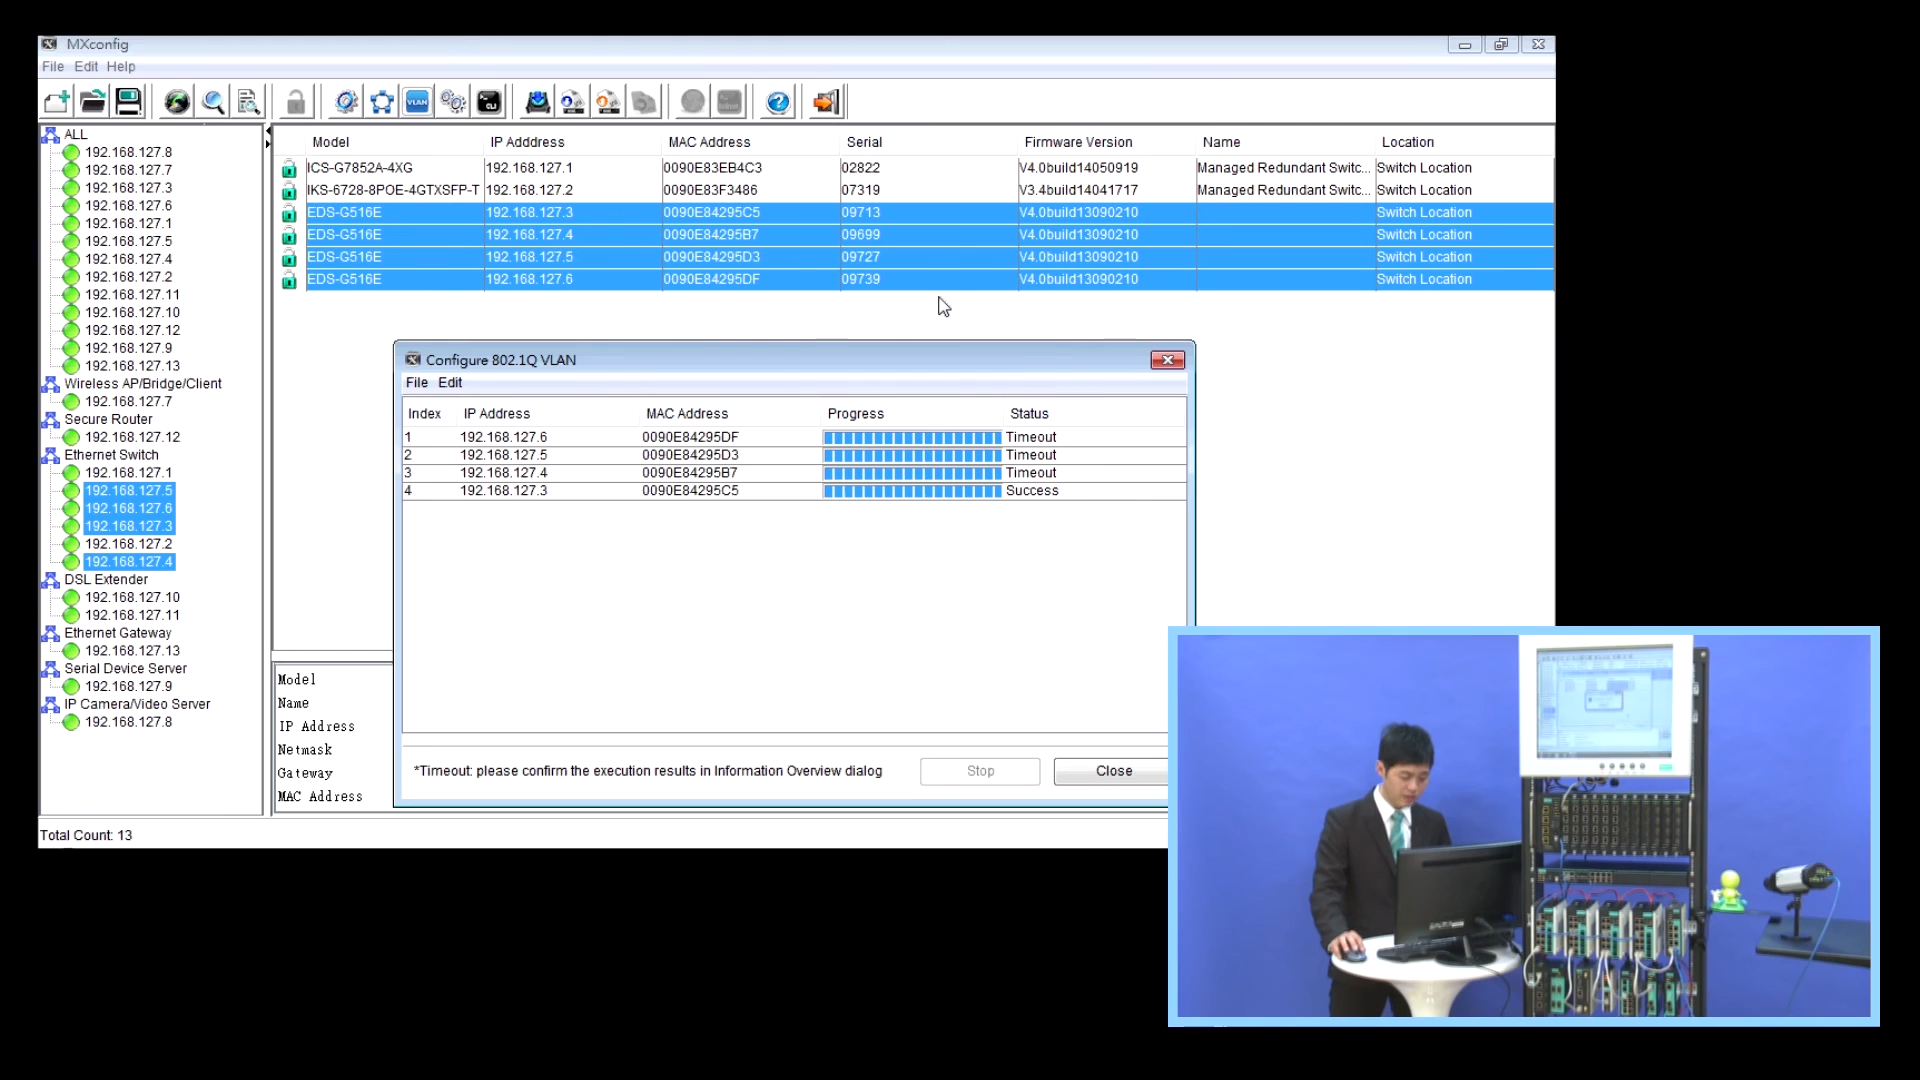 MXconfig
File Edit Help
VLAN
CLI
ALL
192.168.127.8
192.168.127.7
192.168.127.3
192.168.127.6
192.168.127.1
192.168.127.5
192.168.127.4
192.168.127.2
192.168.127.11
192.168.127.10
192.168.127.12
192.168.127.9
192.168.127.13
Wireless AP/Bridge/Client
192.168.127.7
Secure Router
192.168.127.12
Ethernet Switch
192.168.127.1
192.168.127.5
192.168.127.6
192.168.127.3
192.168.127.2
192.168.127.4
DSL Extender
192.168.127.10
192.168.127.11
Ethernet Gateway
192.168.127.13
Serial Device Server
192.168.127.9
IP Camera/Video Server
192.168.127.8
Model IP Adddress MAC Address Serial Firmware Version Name Location
ICS-G7852A-4XG 192.168.127.1 0090E83EB4C3 02822 V4.0build14050919 Managed Redundant Switc... Switch Location
IKS-6728-8POE-4GTXSFP-T 192.168.127.2 0090E83F3486 07319 V3.4build14041717 Managed Redundant Switc... Switch Location
EDS-G516E 192.168.127.3 0090E84295C5 09713 V4.0build13090210 Switch Location
EDS-G516E 192.168.127.4 0090E84295B7 09699 V4.0build13090210 Switch Location
EDS-G516E 192.168.127.5 0090E84295D3 09727 V4.0build13090210 Switch Location
EDS-G516E 192.168.127.6 0090E84295DF 09739 V4.0build13090210 Switch Location
Configure 802.1Q VLAN
File Edit
Index IP Address MAC Address Progress Status
1 192.168.127.6 0090E84295DF Timeout
2 192.168.127.5 0090E84295D3 Timeout
3 192.168.127.4 0090E84295B7 Timeout
4 192.168.127.3 0090E84295C5 Success
*Timeout: please confirm the execution results in Information Overview dialog
Stop Close
Model
Name
IP Address
Netmask
Gateway
MAC Address
Total Count: 13